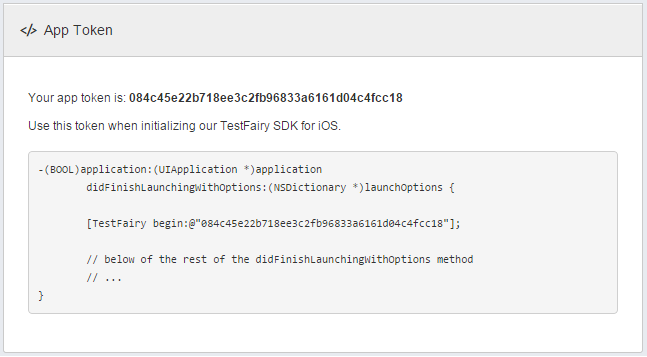 </> App Token
Your app token is: 084c45e22b718ee3c2fb96833a6161d04c4fcc18
Use this token when initializing our TestFairy SDK for iOS.
-(BOOL)application:(UIApplication *)application
        didFinishLaunchingWithOptions:(NSDictionary *)launchOptions {
        [TestFairy begin:@"084c45e22b718ee3c2fb96833a6161d04c4fcc18"];
        // below of the rest of the didFinishLaunchingWithOptions method
        // ...
}